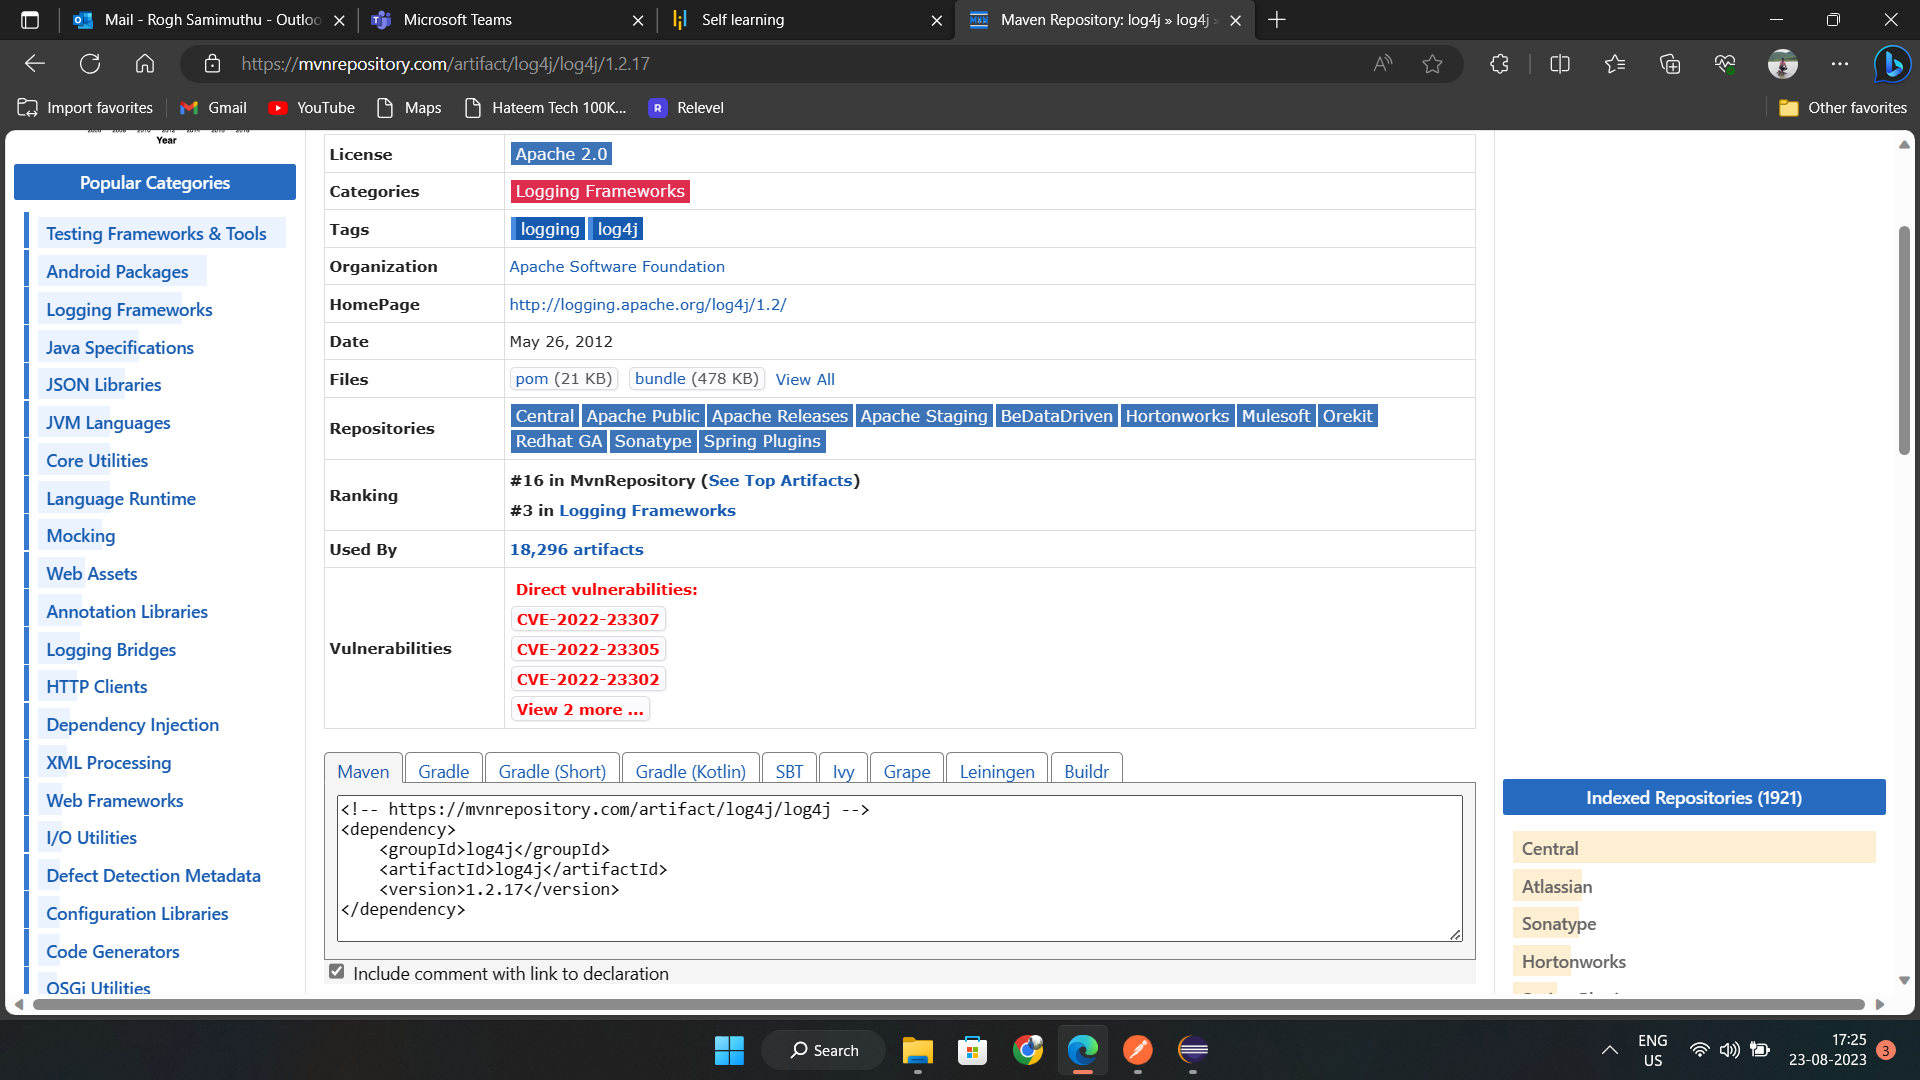 Mail - Rogh Samimuthu - Outloo
Microsoft Teams
Self learning
Maven Repository: log4j » log4j »
https://mvnrepository.com/artifact/log4j/log4j/1.2.17
Import favorites
Gmail
YouTube
Maps
Hateem Tech 100K...
R Relevel
Other favorites
Year
Popular Categories
Testing Frameworks & Tools
Android Packages
Logging Frameworks
Java Specifications
JSON Libraries
JVM Languages
Core Utilities
Language Runtime
Mocking
Web Assets
Annotation Libraries
Logging Bridges
HTTP Clients
Dependency Injection
XML Processing
Web Frameworks
I/O Utilities
Defect Detection Metadata
Configuration Libraries
Code Generators
OSGi Utilities
License Apache 2.0
Categories Logging Frameworks
Tags logging log4j
Organization Apache Software Foundation
HomePage http://logging.apache.org/log4j/1.2/
Date May 26, 2012
Files pom (21 KB) bundle (478 KB) View All
Repositories Central Apache Public Apache Releases Apache Staging BeDataDriven Hortonworks Mulesoft Orekit
Redhat GA Sonatype Spring Plugins
Ranking #16 in MvnRepository (See Top Artifacts)
#3 in Logging Frameworks
Used By 18,296 artifacts
Vulnerabilities Direct vulnerabilities:
CVE-2022-23307
CVE-2022-23305
CVE-2022-23302
View 2 more ...
Maven Gradle Gradle (Short) Gradle (Kotlin) SBT Ivy Grape Leiningen Buildr
<!-- https://mvnrepository.com/artifact/log4j/log4j -->
<dependency>
    <groupId>log4j</groupId>
    <artifactId>log4j</artifactId>
    <version>1.2.17</version>
</dependency>
Include comment with link to declaration
Indexed Repositories (1921)
Central
Atlassian
Sonatype
Hortonworks
Search
ENG
US
17:25
23-08-2023
3